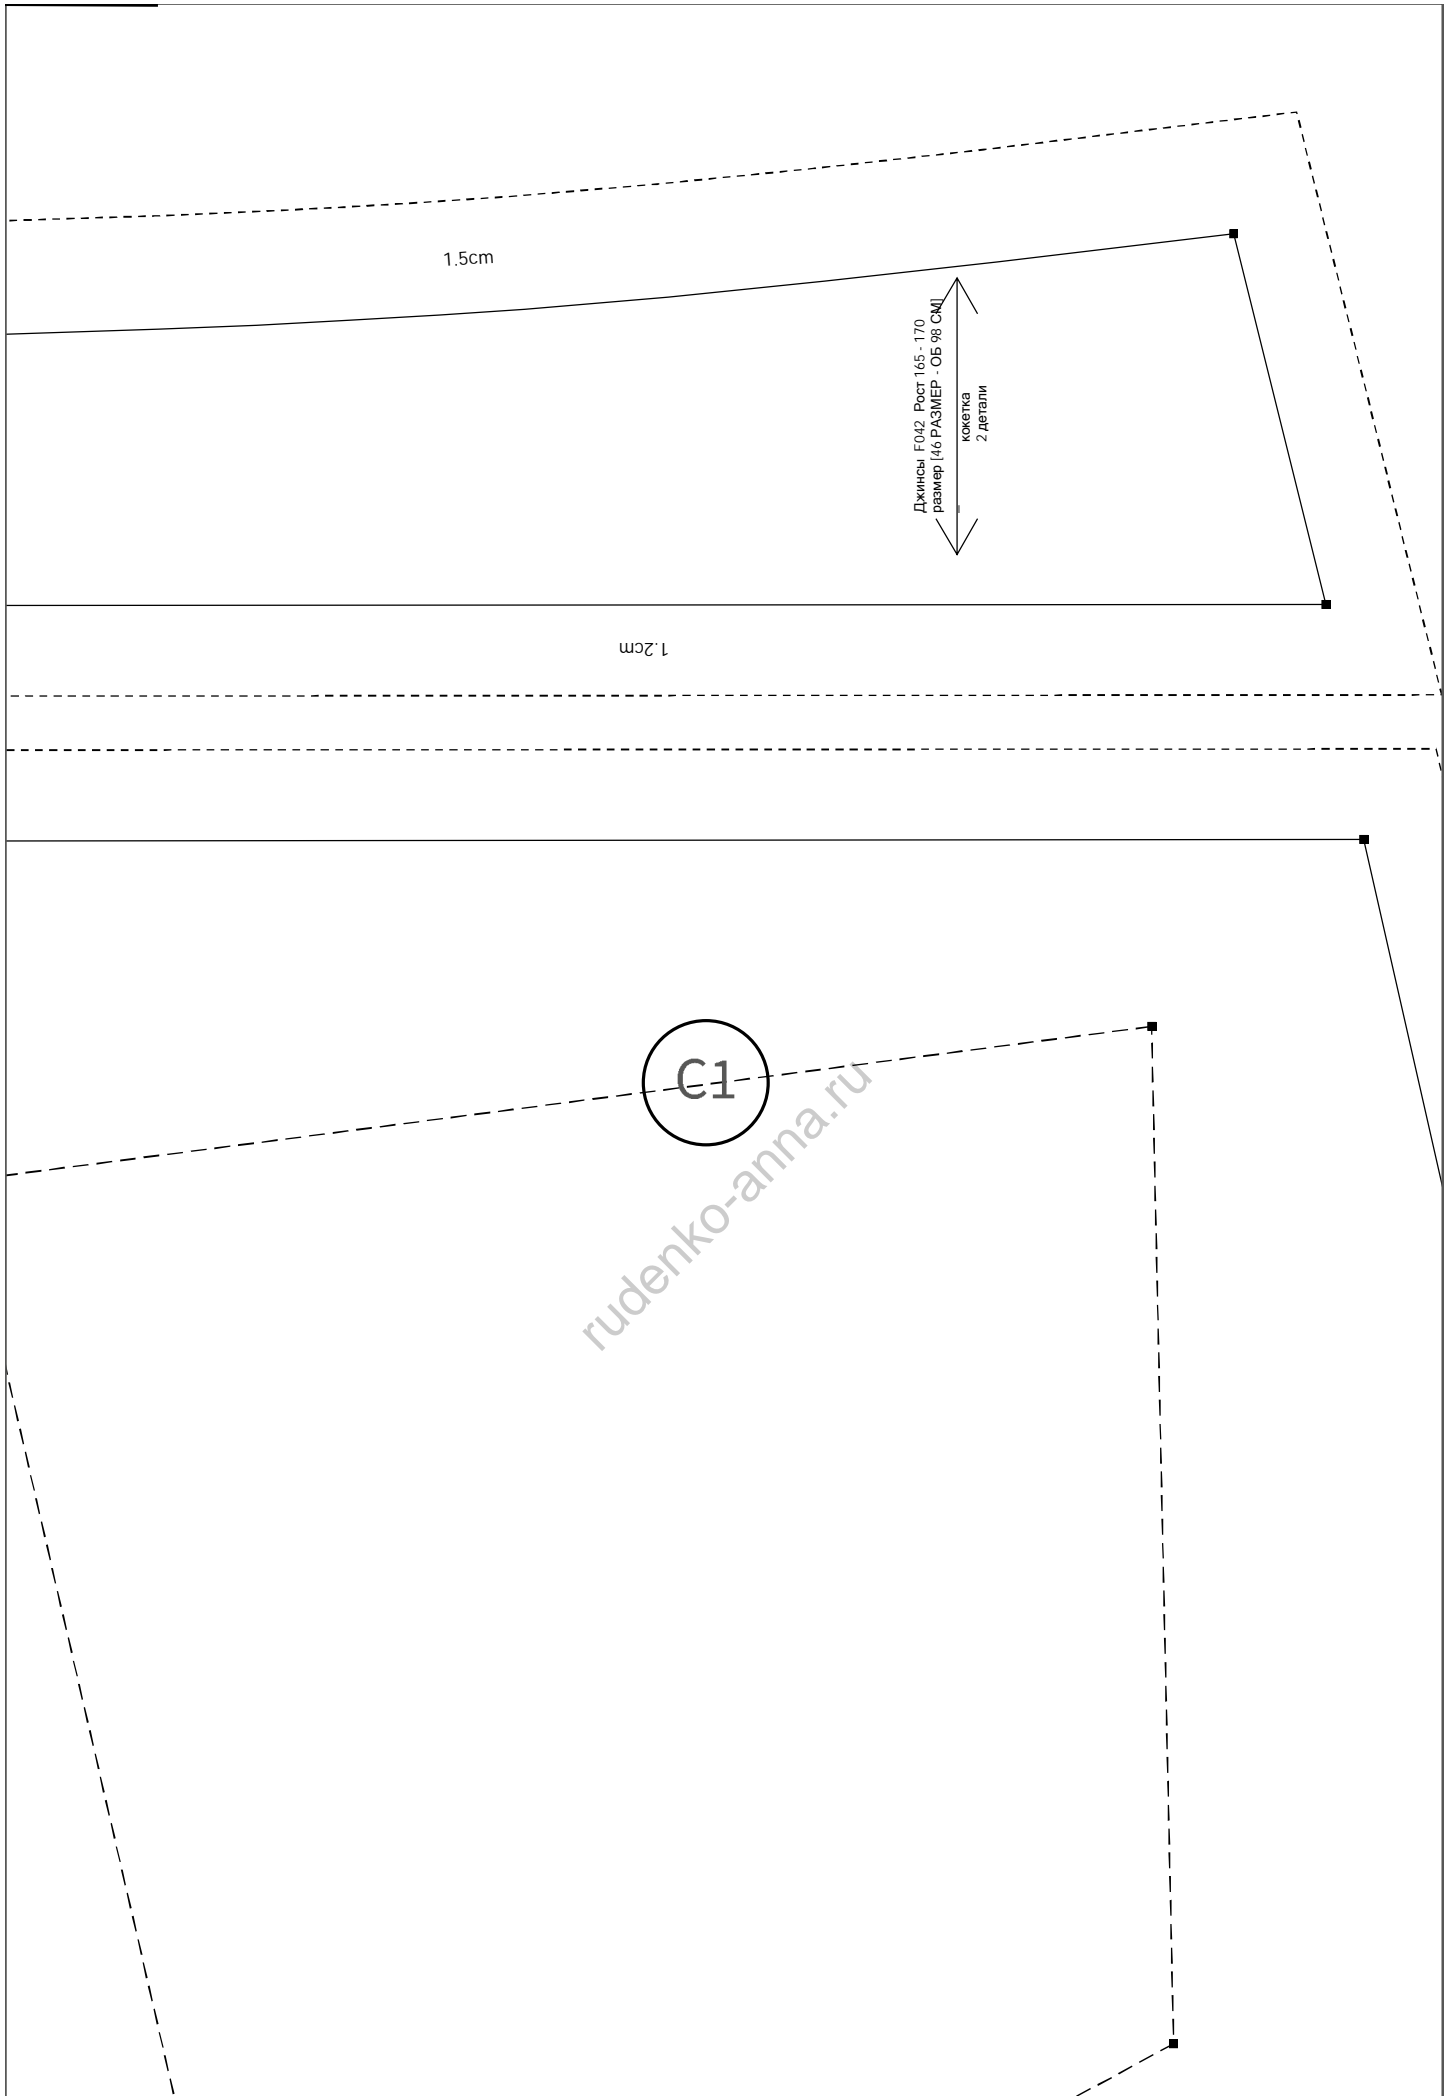 1.5cm
Джинсы F042 Рост 165 - 170
размер [46 РАЗМЕР - ОБ 98 СМ]
кокетка
2 детали
1.2cm
C1
rudenko-anna.ru